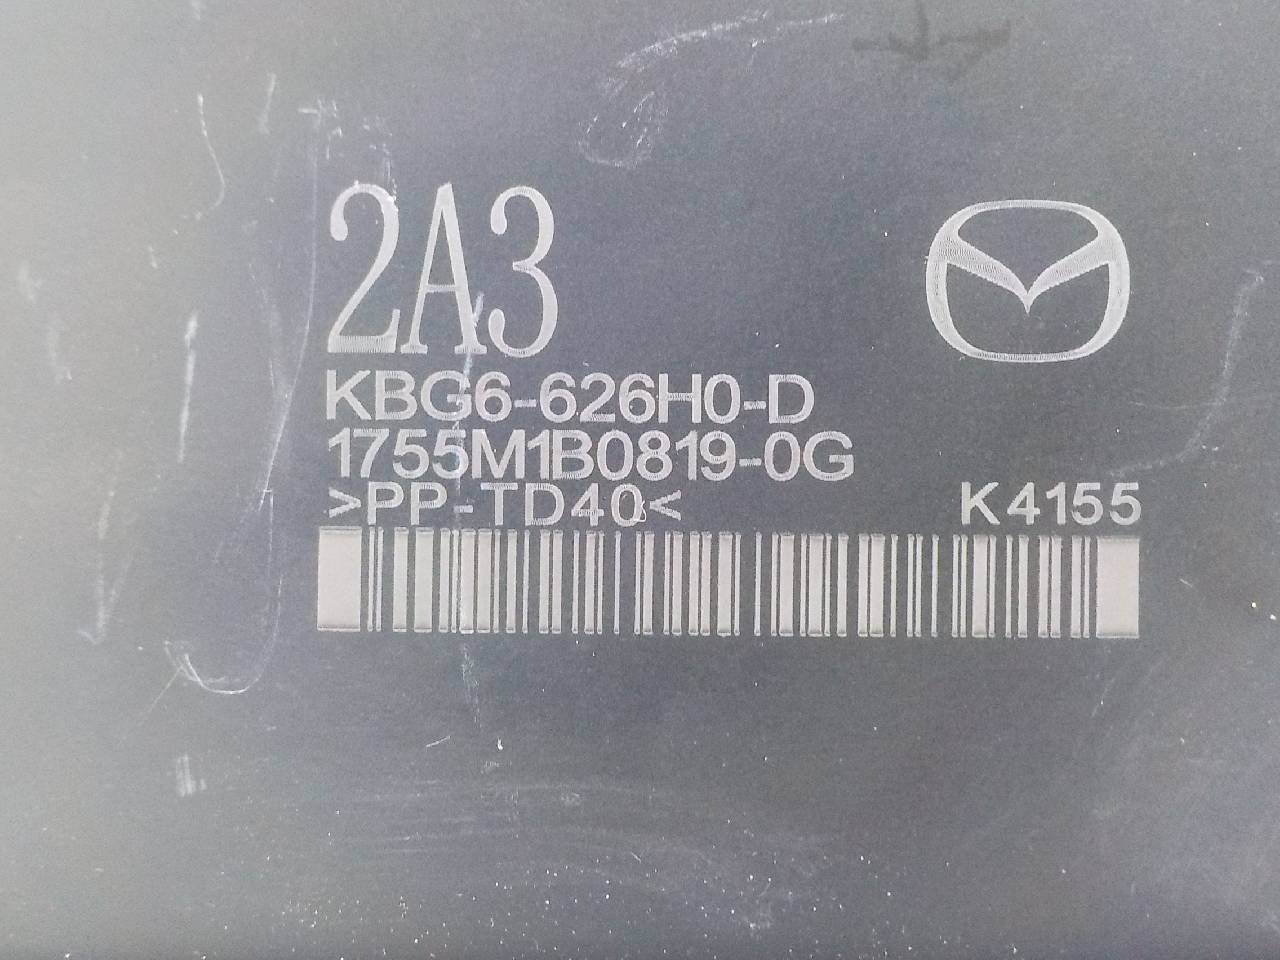 2A3
KBG6-626H0-D
1755M1B0819-0G
>PP-TD40<
K4155